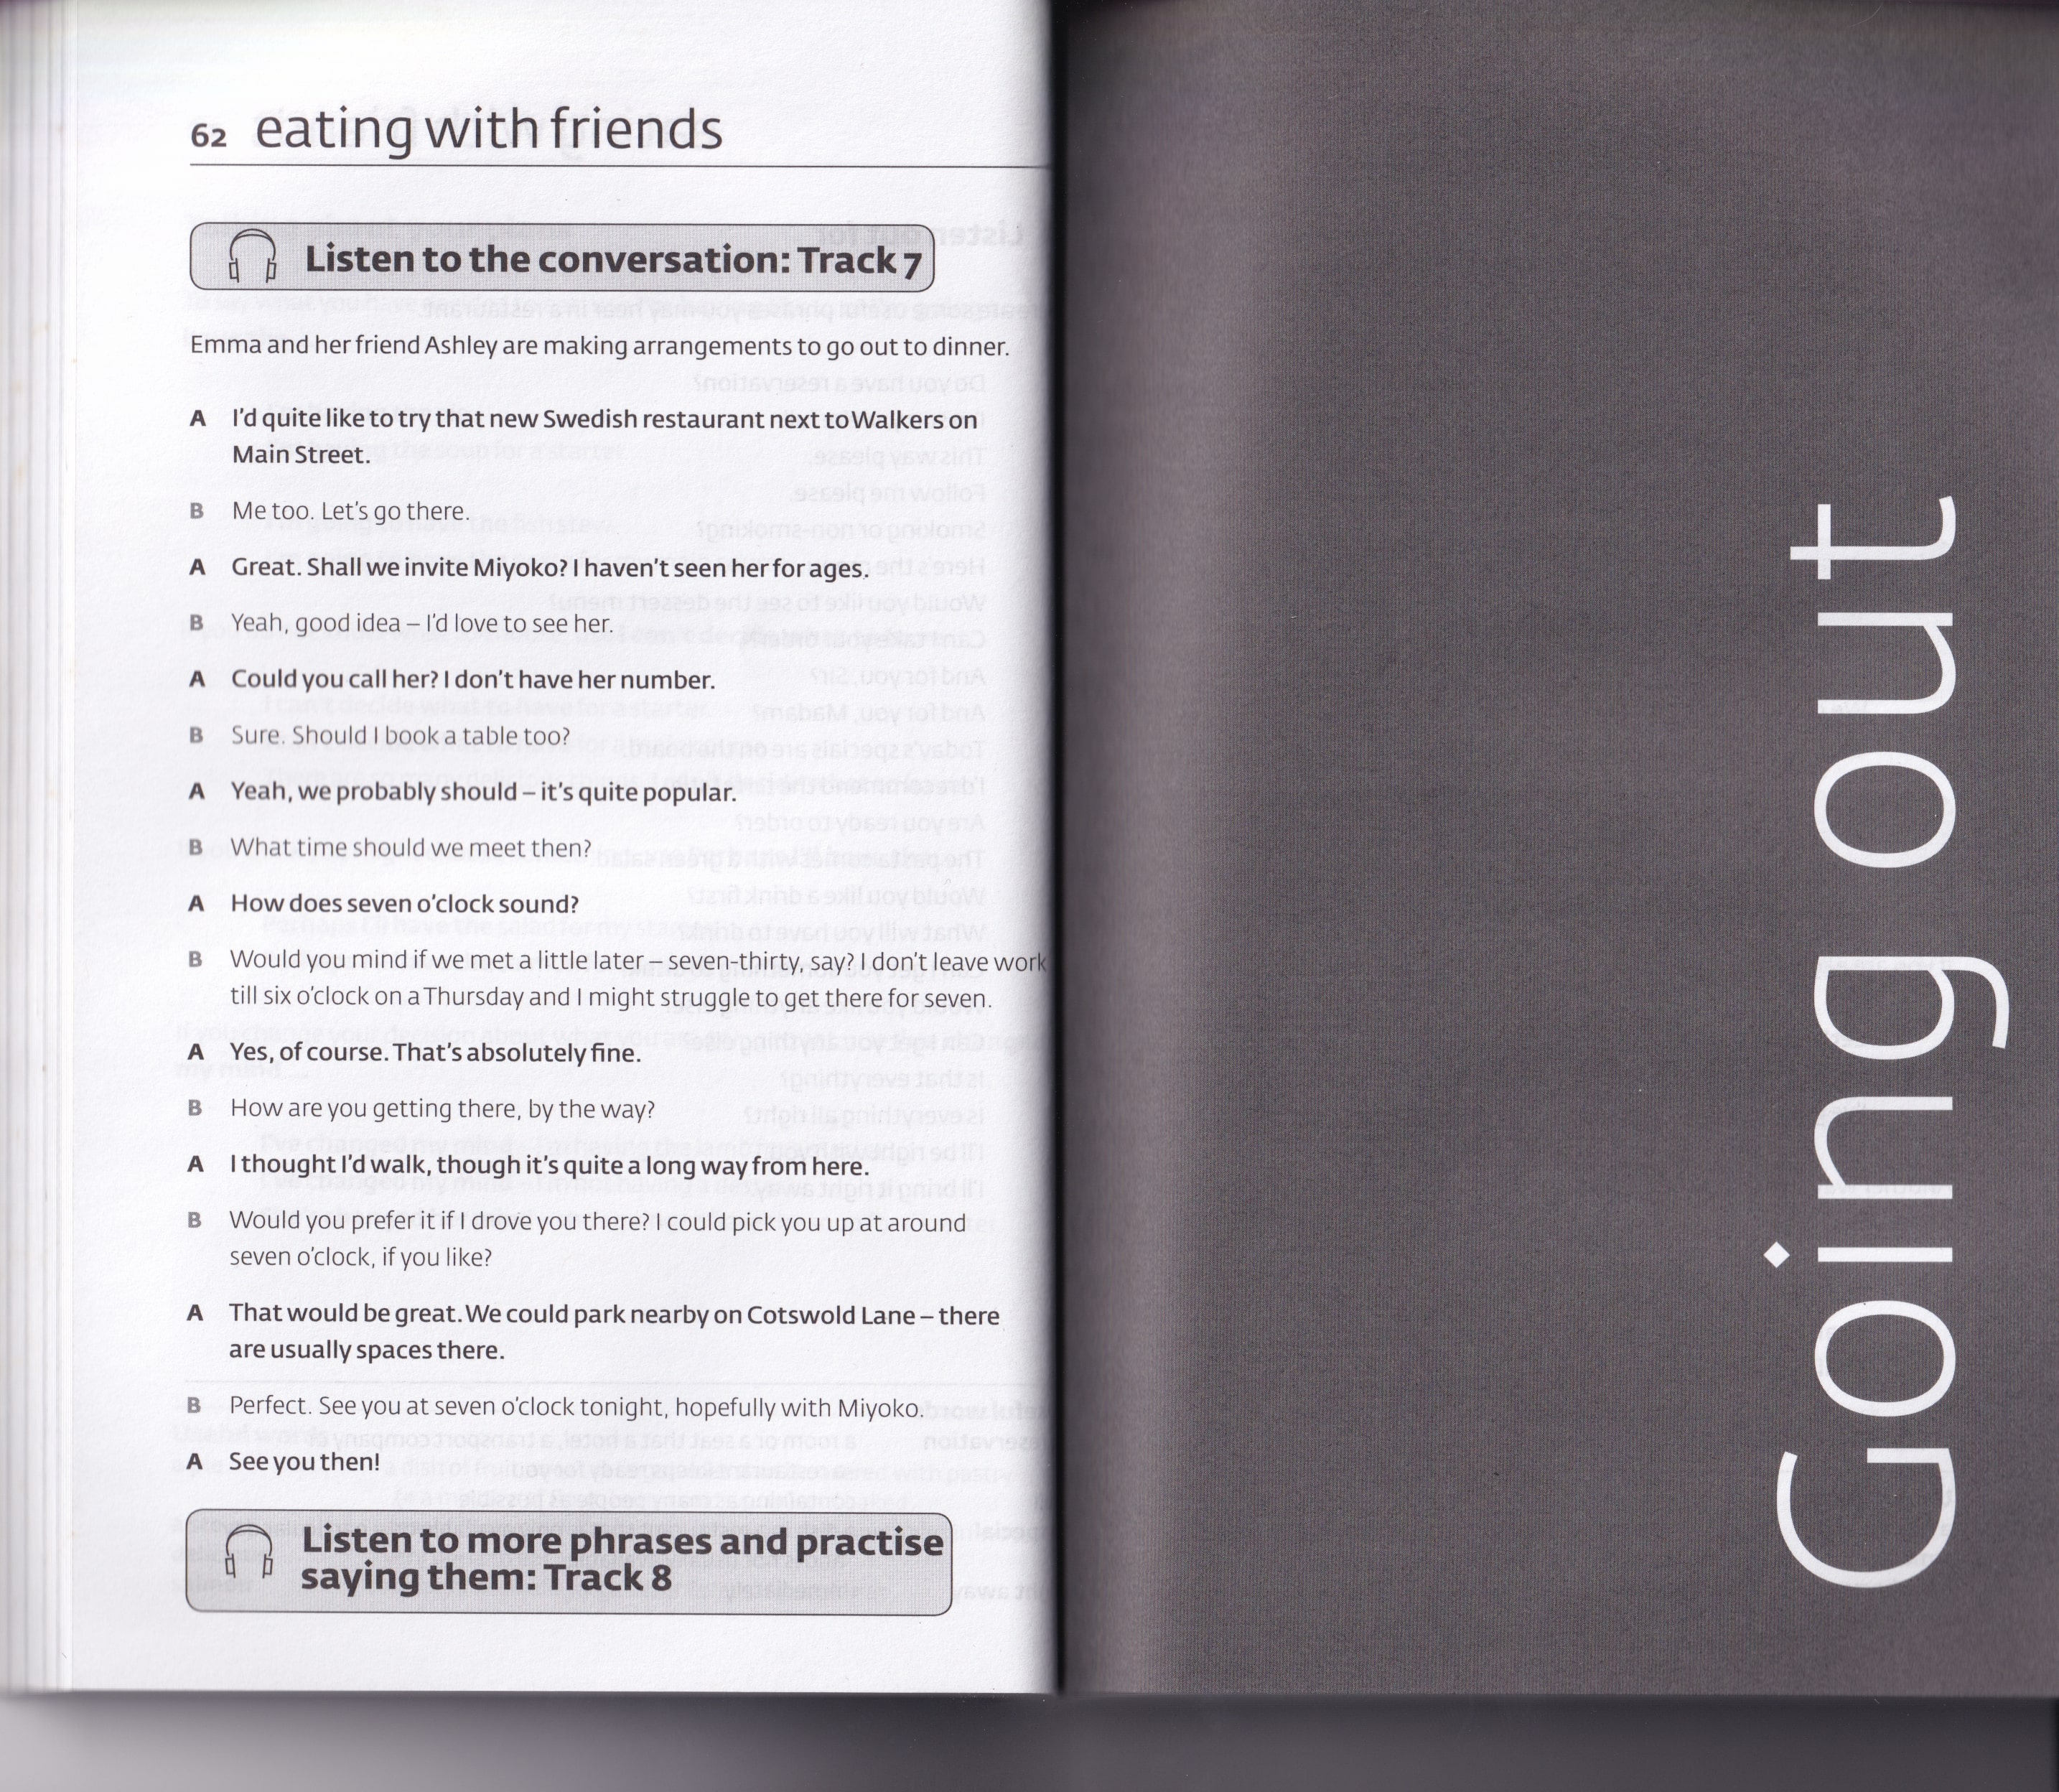 62 eating with friends
Listen to the conversation: Track 7
Emma and her friend Ashley are making arrangements to go out to dinner.
A I'd quite like to try that new Swedish restaurant next to Walkers on
Main Street.
B Me too. Let's go there.
A Great. Shall we invite Miyoko? I haven't seen her for ages.
B Yeah, good idea – I'd love to see her.
A Could you call her? I don't have her number.
B Sure. Should I book a table too?
A Yeah, we probably should – it's quite popular.
B What time should we meet then?
A How does seven o'clock sound?
B Would you mind if we met a little later – seven-thirty, say? I don't leave work
till six o'clock on a Thursday and I might struggle to get there for seven.
A Yes, of course. That's absolutely fine.
B How are you getting there, by the way?
A I thought I'd walk, though it's quite a long way from here.
B Would you prefer it if I drove you there? I could pick you up at around
seven o'clock, if you like?
A That would be great. We could park nearby on Cotswold Lane – there
are usually spaces there.
B Perfect. See you at seven o'clock tonight, hopefully with Miyoko.
A See you then!
Listen to more phrases and practise
saying them: Track 8
Going out